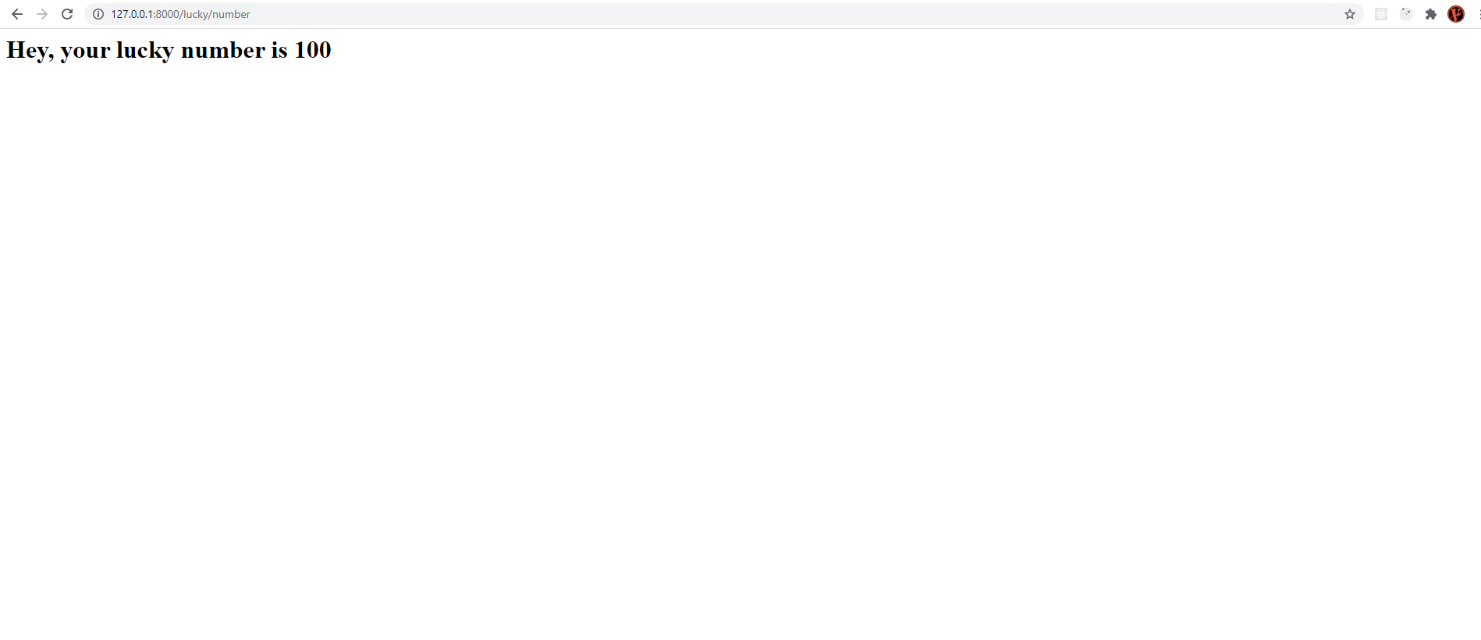 127.0.0.1:8000/lucky/number
Hey, your lucky number is 100